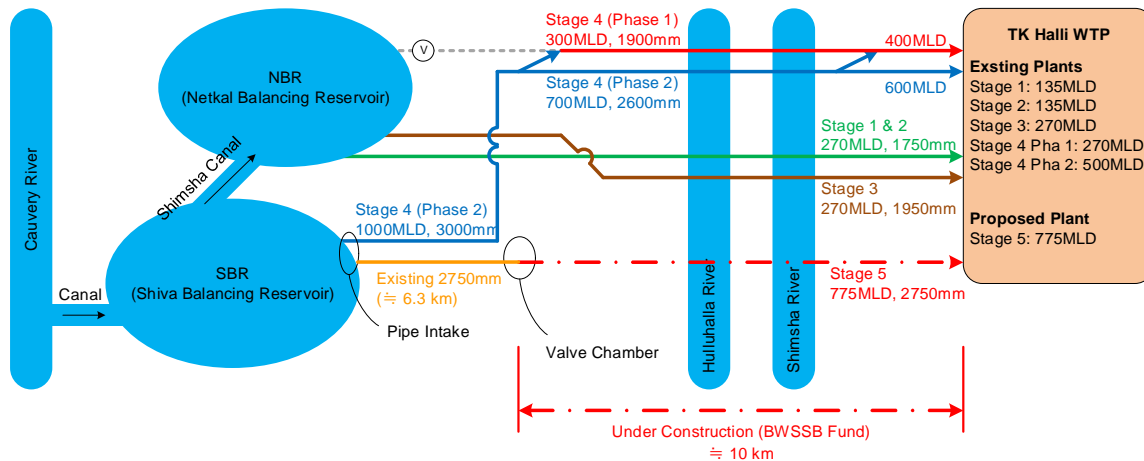 Stage 4 (Phase 1)
300MLD, 1900mm
400MLD
V
Stage 4 (Phase 2)
700MLD, 2600mm
600MLD
NBR
(Netkal Balancing Reservoir)
Stage 1 & 2
270MLD, 1750mm
Stage 3
270MLD, 1950mm
Shimsha Canal
Cauvery River
Stage 4 (Phase 2)
1000MLD, 3000mm
SBR
(Shiva Balancing Reservoir)
Existing 2750mm
(≒ 6.3 km)
Canal
Pipe Intake
Valve Chamber
Hulluhalla River
Shimsha River
Stage 5
775MLD, 2750mm
TK Halli WTP
Exsting Plants
Stage 1: 135MLD
Stage 2: 135MLD
Stage 3: 270MLD
Stage 4 Pha 1: 270MLD
Stage 4 Pha 2: 500MLD
Proposed Plant
Stage 5: 775MLD
Under Construction (BWSSB Fund)
≒ 10 km